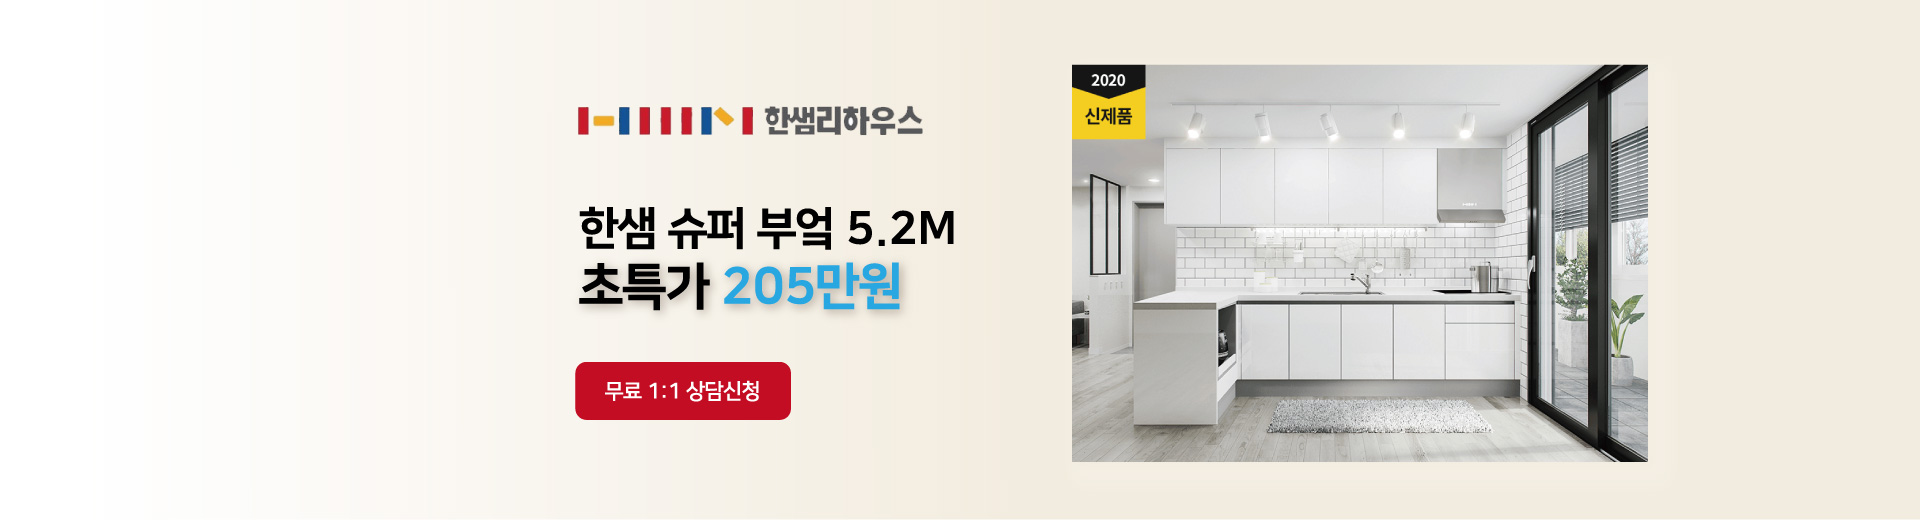 한샘리하우스
한샘 슈퍼 부엌 5.2M
초특가 205만원
무료 1:1 상담신청
2020
신제품